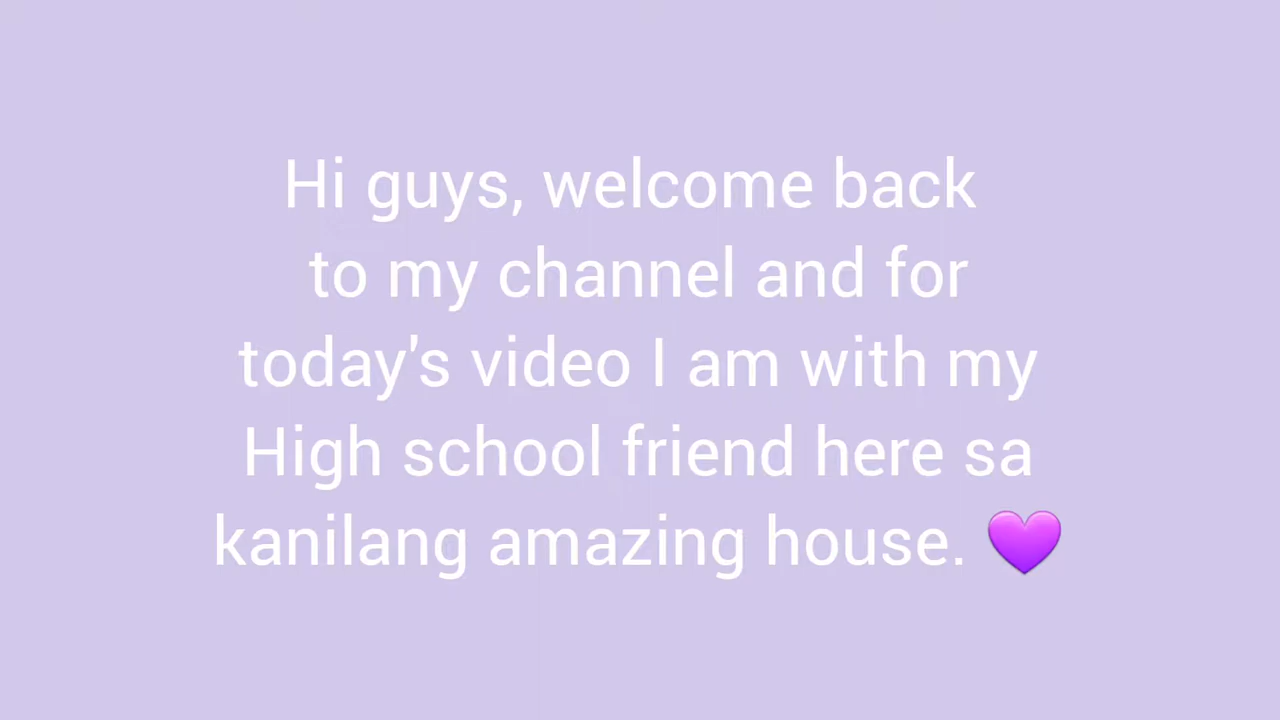 Hi guys, welcome back
to my channel and for
today's video I am with my
High school friend here sa
kanilang amazing house. 💜